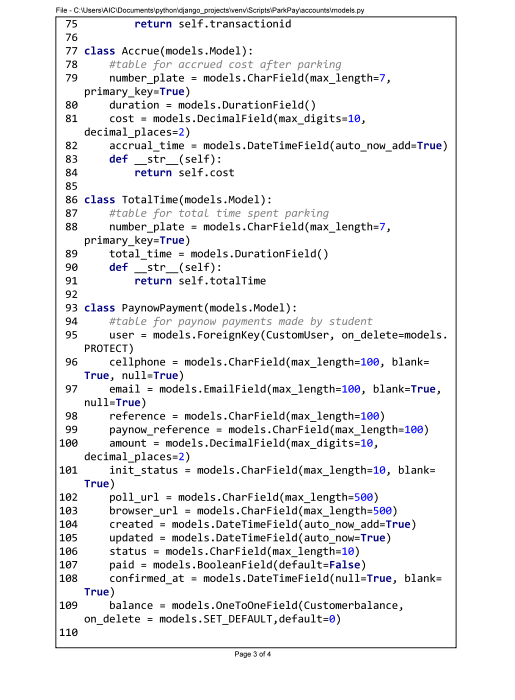 File - C:\Users\AIC\Documents\python\django_projects\venv\Scripts\ParkPay\accounts\models.py
75         return self.transactionid
76
77 class Accrue(models.Model):
78     #table for accrued cost after parking
79     number_plate = models.CharField(max_length=7,
primary_key=True)
80     duration = models.DurationField()
81     cost = models.DecimalField(max_digits=10,
decimal_places=2)
82     accrual_time = models.DateTimeField(auto_now_add=True)
83     def __str__(self):
84         return self.cost
85
86 class TotalTime(models.Model):
87     #table for total time spent parking
88     number_plate = models.CharField(max_length=7,
primary_key=True)
89     total_time = models.DurationField()
90     def __str__(self):
91         return self.totalTime
92
93 class PaynowPayment(models.Model):
94     #table for paynow payments made by student
95     user = models.ForeignKey(CustomUser, on_delete=models.
PROTECT)
96     cellphone = models.CharField(max_length=100, blank=
True, null=True)
97     email = models.EmailField(max_length=100, blank=True,
null=True)
98     reference = models.CharField(max_length=100)
99     paynow_reference = models.CharField(max_length=100)
100     amount = models.DecimalField(max_digits=10,
decimal_places=2)
101     init_status = models.CharField(max_length=10, blank=
True)
102     poll_url = models.CharField(max_length=500)
103     browser_url = models.CharField(max_length=500)
104     created = models.DateTimeField(auto_now_add=True)
105     updated = models.DateTimeField(auto_now=True)
106     status = models.CharField(max_length=10)
107     paid = models.BooleanField(default=False)
108     confirmed_at = models.DateTimeField(null=True, blank=
True)
109     balance = models.OneToOneField(Customerbalance,
on_delete = models.SET_DEFAULT,default=0)
110
Page 3 of 4